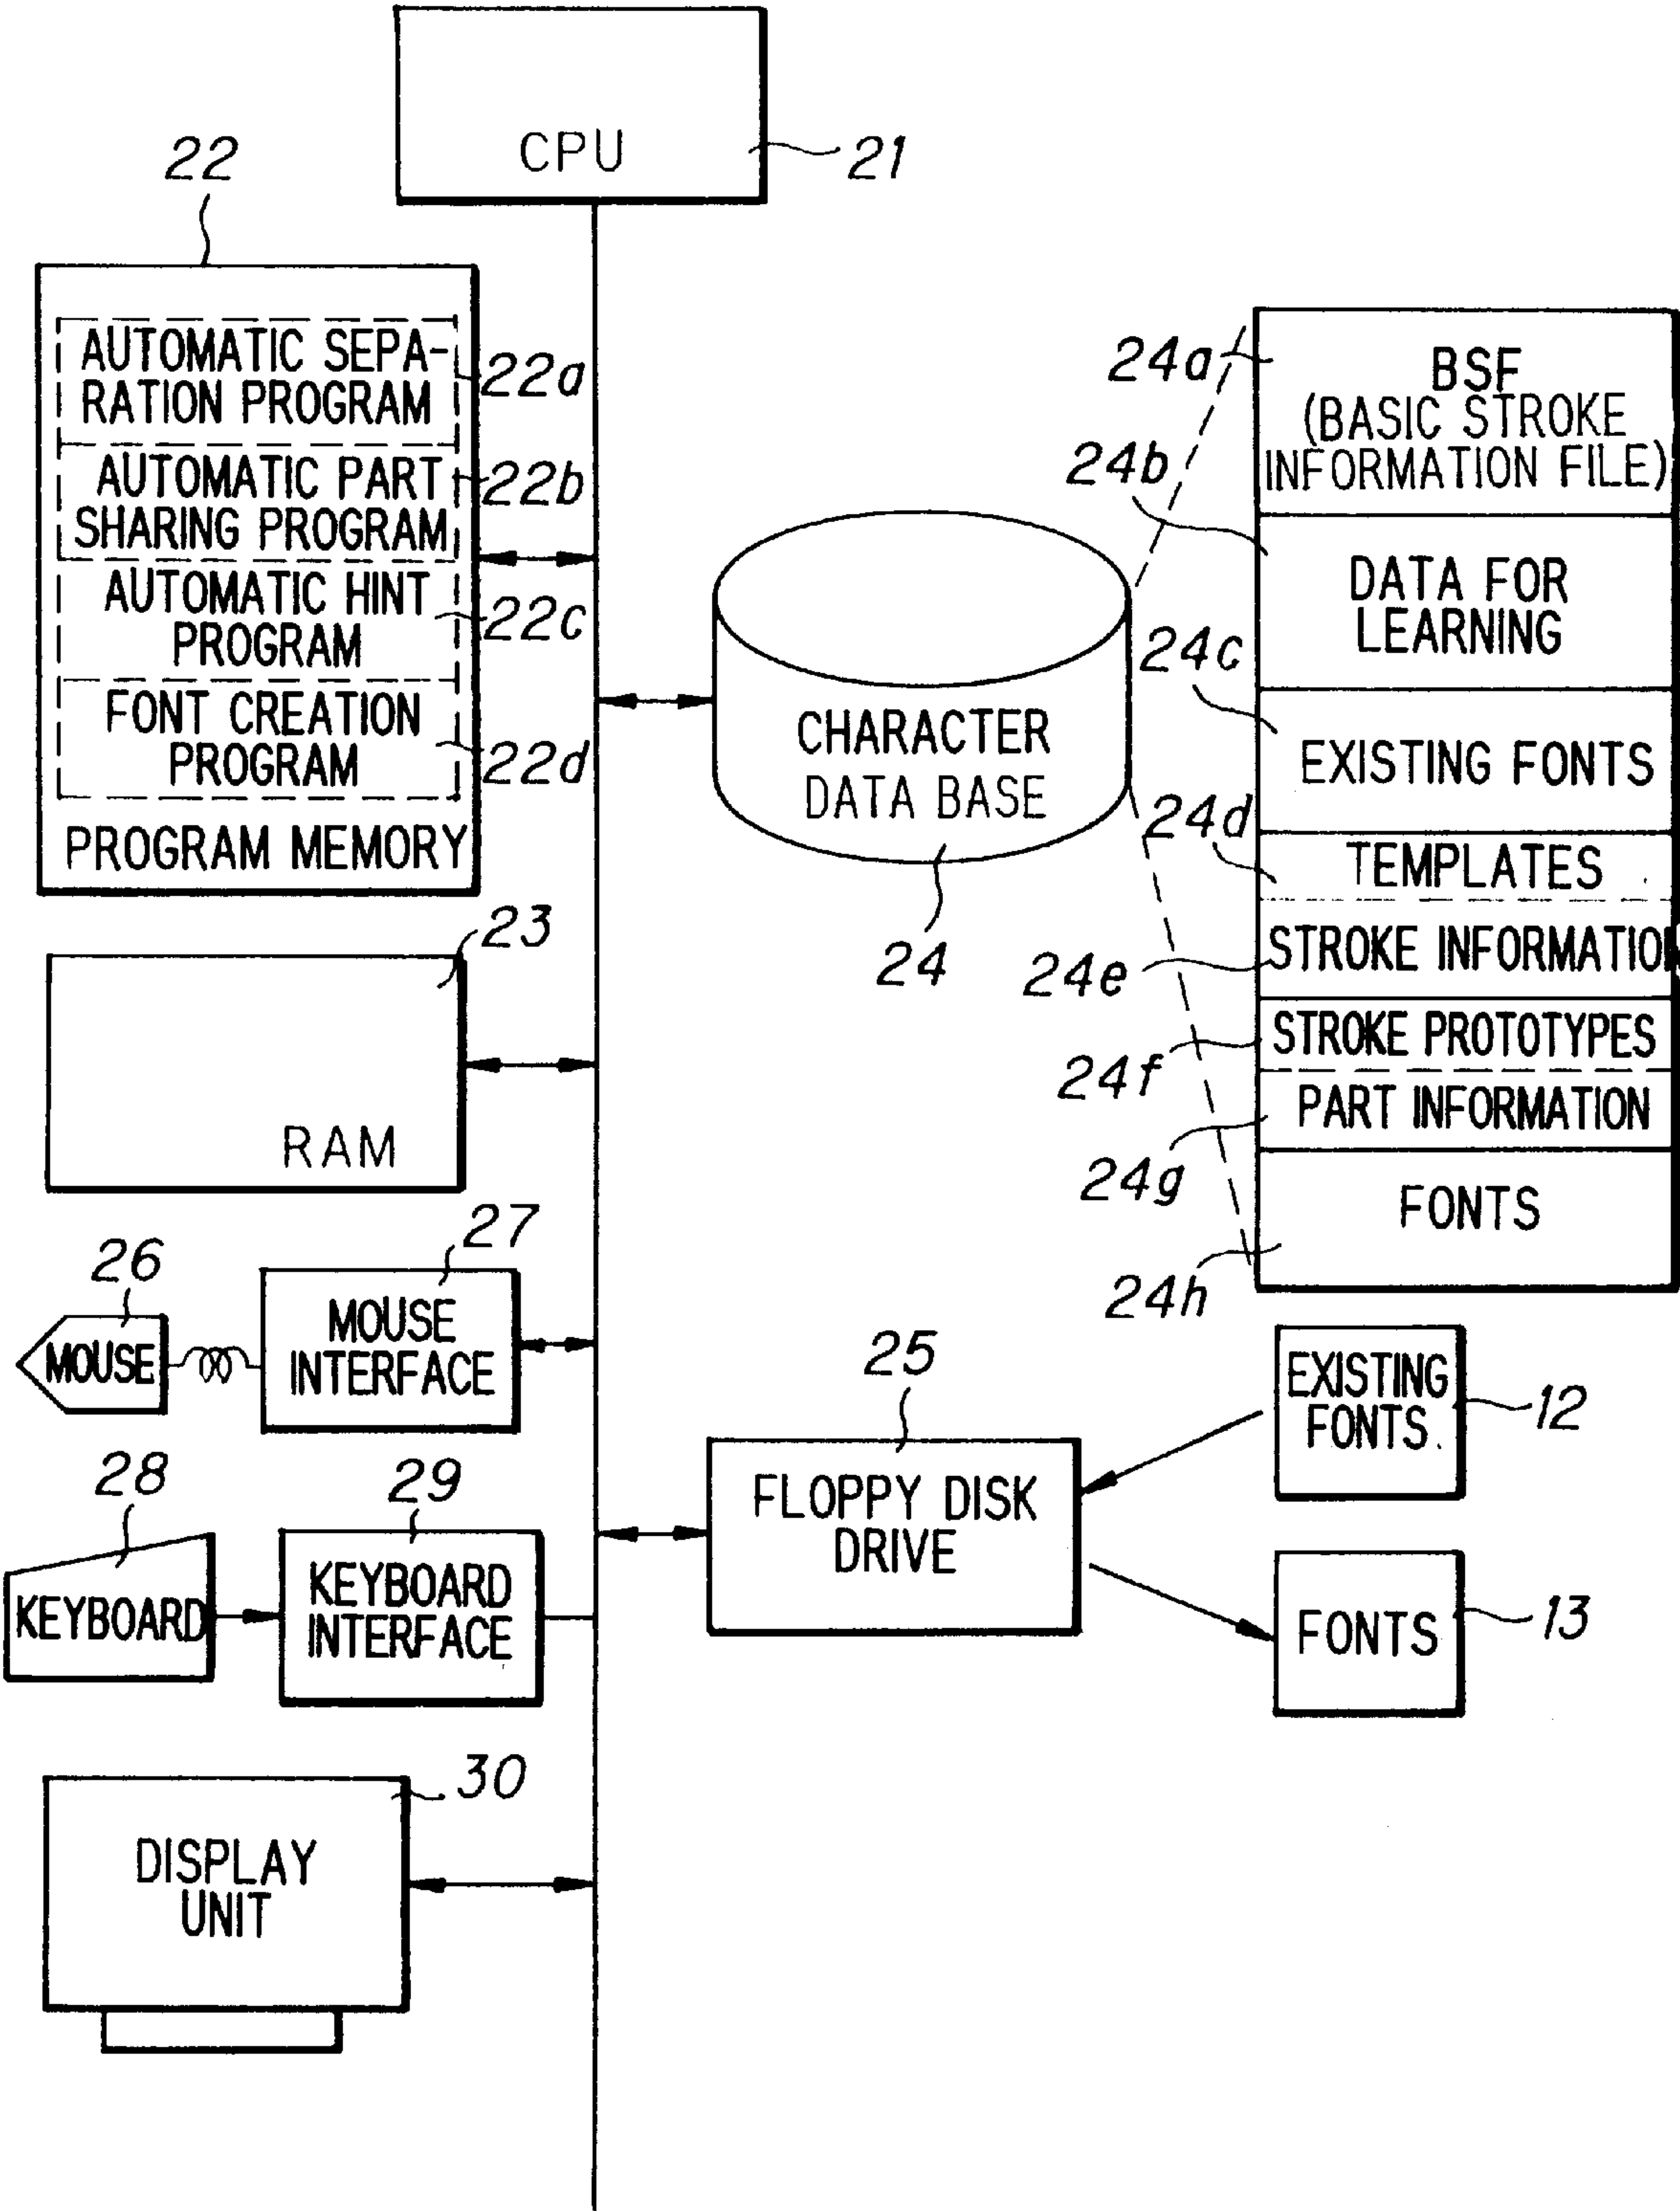 CPU
21
22
AUTOMATIC SEPA-
RATION PROGRAM
22a
AUTOMATIC PART
SHARING PROGRAM
22b
AUTOMATIC HINT
PROGRAM
22c
FONT CREATION
PROGRAM
22d
PROGRAM MEMORY
23
RAM
CHARACTER
DATA BASE
24
24a
BSF
(BASIC STROKE
INFORMATION FILE)
24b
DATA FOR
LEARNING
24c
EXISTING FONTS
24d
TEMPLATES
24e
STROKE INFORMATION
24f
STROKE PROTOTYPES
24g
PART INFORMATION
24h
FONTS
26
MOUSE
27
MOUSE
INTERFACE
28
KEYBOARD
29
KEYBOARD
INTERFACE
25
FLOPPY DISK
DRIVE
EXISTING
FONTS
12
FONTS
13
30
DISPLAY
UNIT